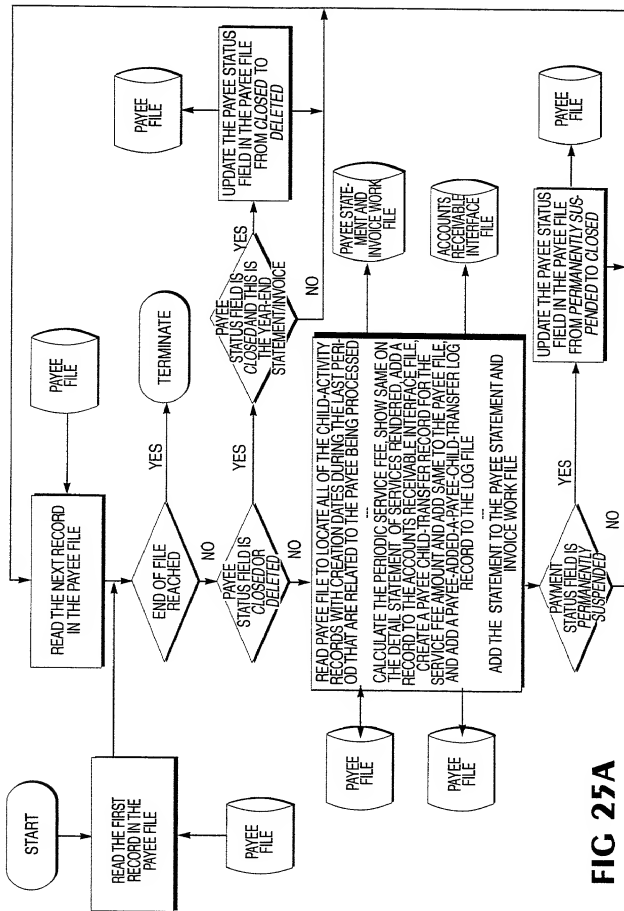 START
READ THE FIRST
RECORD IN THE
PAYEE FILE
PAYEE
FILE
READ THE NEXT RECORD
IN THE PAYEE FILE
PAYEE
FILE
END OF FILE
REACHED
YES
TERMINATE
NO
PAYEE
STATUS FIELD IS
CLOSED OR
DELETED
YES
PAYEE
STATUS FIELD IS
CLOSED AND THIS IS
THE YEAR-END
STATEMENT/INVOICE
YES
UPDATE THE PAYEE STATUS
FIELD IN THE PAYEE FILE
FROM CLOSED TO
DELETED
PAYEE
FILE
NO
NO
READ PAYEE FILE TO LOCATE ALL OF THE CHILD-ACTIVITY
RECORDS WITH CREATION DATES DURING THE LAST PERI-
OD THAT ARE RELATED TO THE PAYEE BEING PROCESSED
...
CALCULATE THE PERIODIC SERVICE FEE, SHOW SAME ON
THE DETAIL STATEMENT OF SERVICES RENDERED, ADD A
RECORD TO THE ACCOUNTS RECEIVABLE INTERFACE FILE,
CREATE A PAYEE CHILD-TRANSFER RECORD FOR THE
SERVICE FEE AMOUNT AND ADD SAME TO THE PAYEE FILE,
AND ADD A PAYEE-ADDED-A-PAYEE-CHILD-TRANSFER LOG
RECORD TO THE LOG FILE
...
ADD THE STATEMENT TO THE PAYEE STATEMENT AND
INVOICE WORK FILE
PAYEE
FILE
PAYEE
FILE
PAYEE STATE-
MENT AND
INVOICE WORK
FILE
ACCOUNTS
RECEIVABLE
INTERFACE
FILE
PAYMENT
STATUS FIELD IS
PERMANENTLY
SUSPENDED
YES
UPDATE THE PAYEE STATUS
FIELD IN THE PAYEE FILE
FROM PERMANENTLY SUS-
PENDED TO CLOSED
PAYEE
FILE
NO
FIG 25A